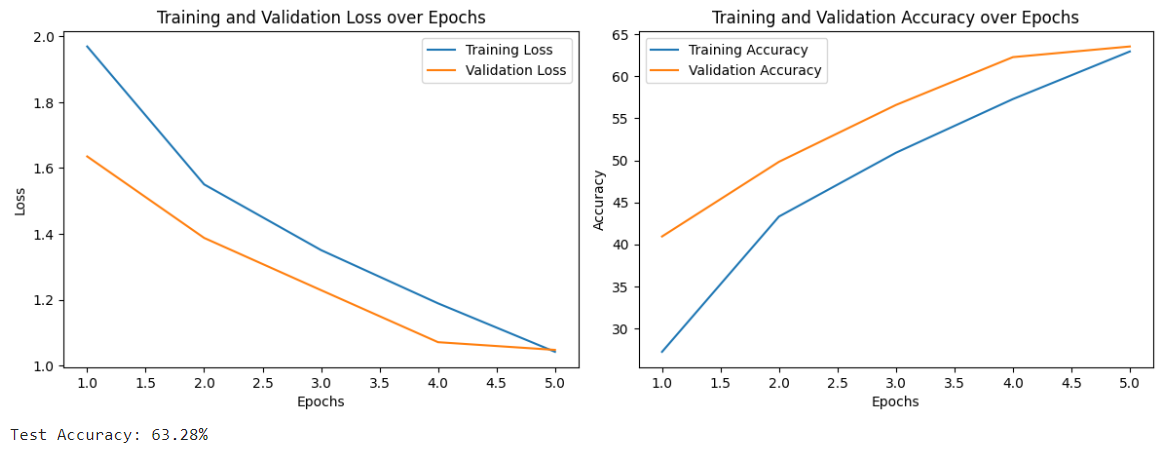 Training and Validation Loss over Epochs
2.0
1.8
1.6
1.4
1.2
1.0
Loss
Training Loss
Validation Loss
1.0 1.5 2.0 2.5 3.0 3.5 4.0 4.5 5.0
Epochs
Training and Validation Accuracy over Epochs
65
60
55
50
45
40
35
30
Accuracy
Training Accuracy
Validation Accuracy
1.0 1.5 2.0 2.5 3.0 3.5 4.0 4.5 5.0
Epochs
Test Accuracy: 63.28%